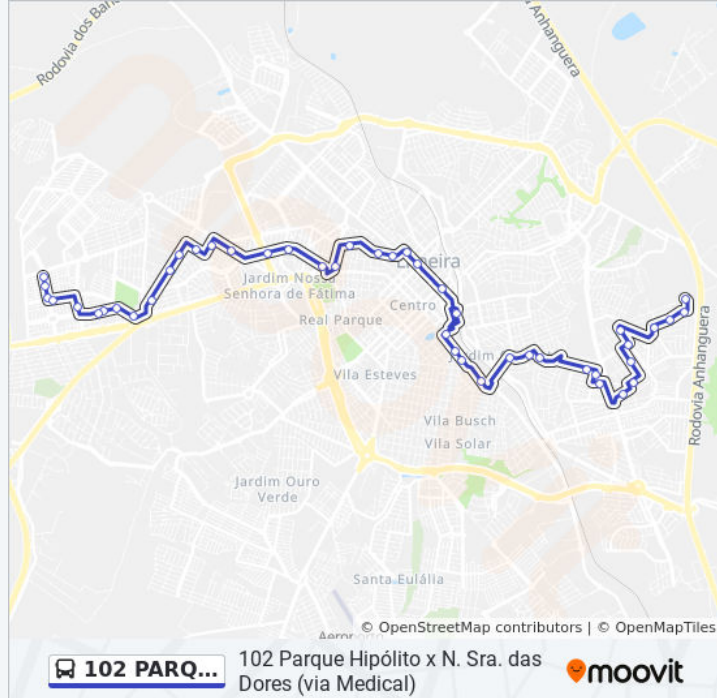 Rodovia dos Ban
Anhanguera
Limeira
Jardim Nossa
Senhora de Fátima
Centro
Real Parque
Jardim
Vila Esteves
Rodovia Anhanguera
Vila Busch
Vila Solar
Jardim Ouro
Verde
Santa Eulália
Aeroporto
© OpenStreetMap contributors | © OpenMapTiles
102 PARQ...
102 Parque Hipólito x N. Sra. das
Dores (via Medical)
moovit